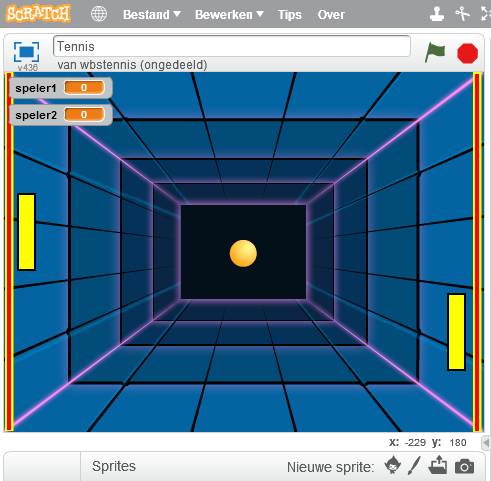 SCRATCH Bestand Bewerken Tips Over
Tennis
van wbstennis (ongedeeld)
v436
speler1 0
speler2 0
x: -229 y: 180
Sprites Nieuwe sprite: